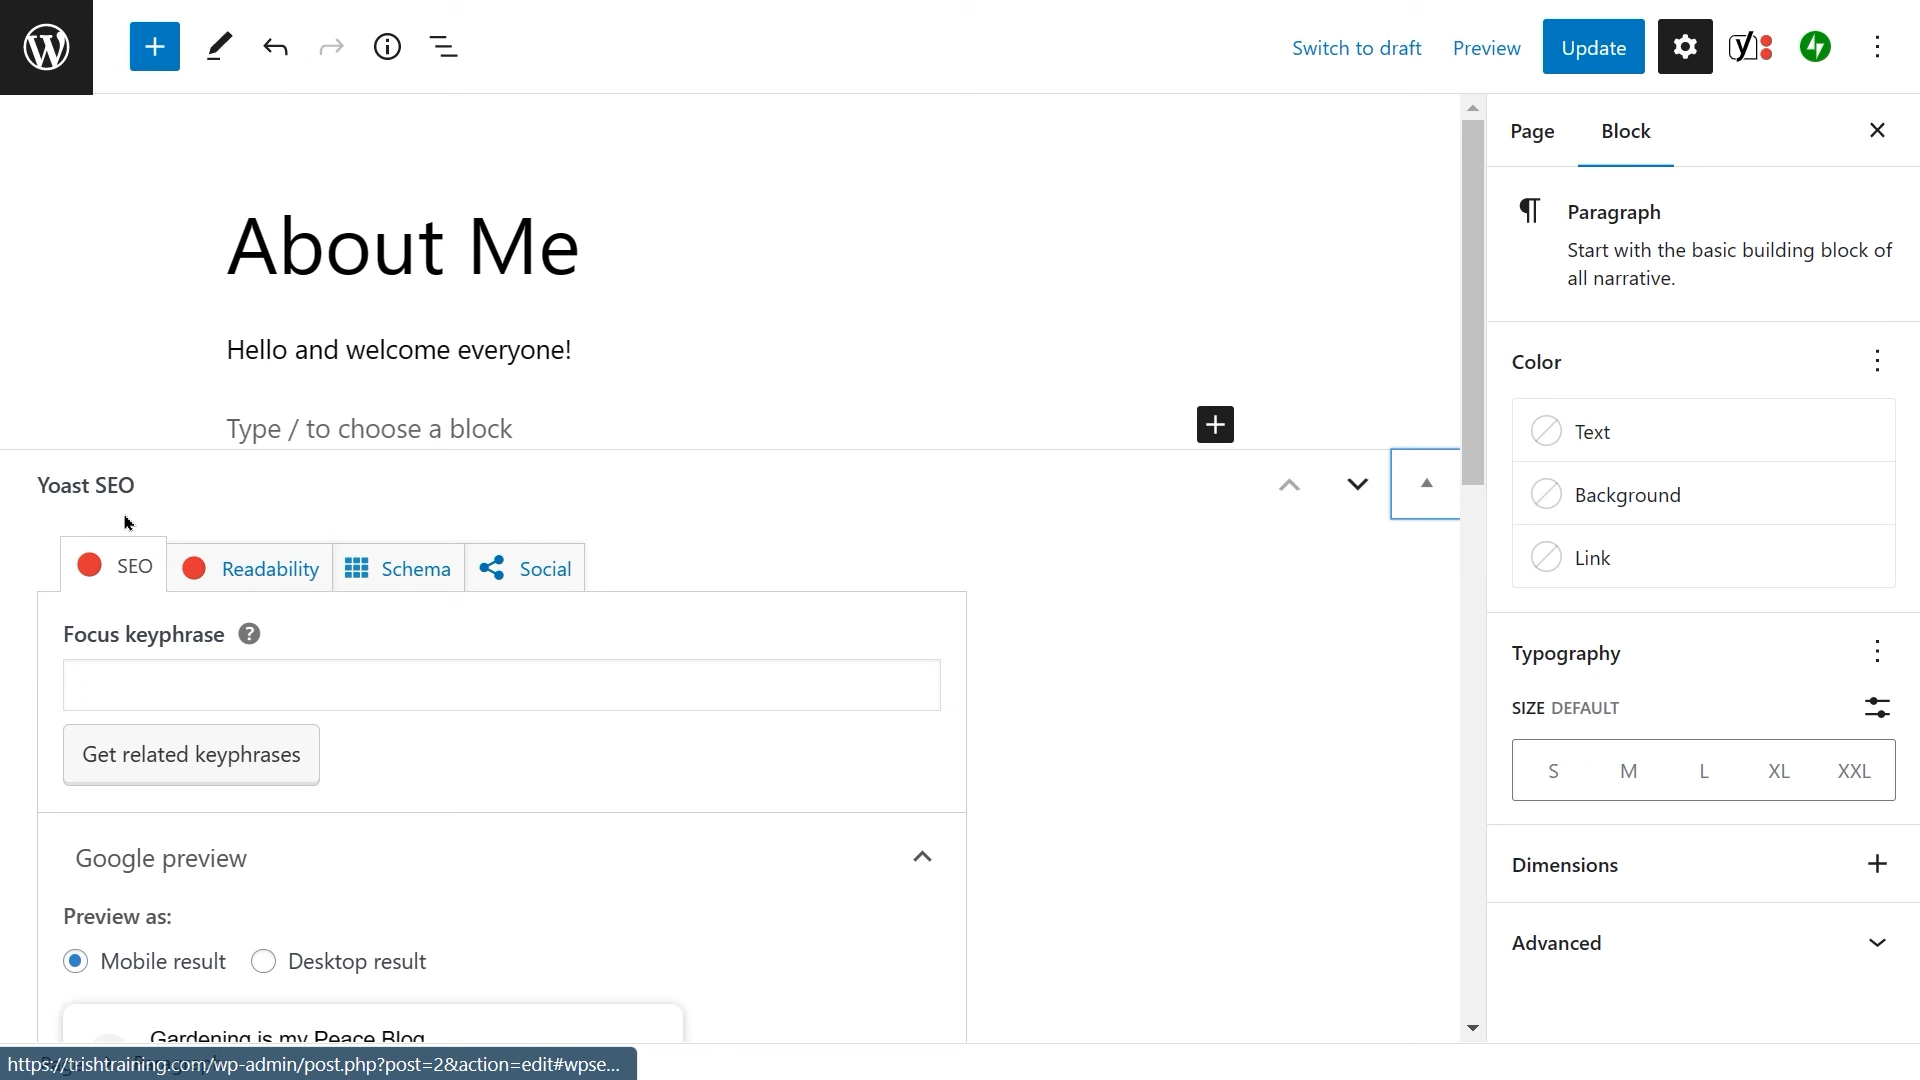 Switch to draft
Preview
Update
Page
Block
Paragraph
Start with the basic building block of
all narrative.
About Me
Hello and welcome everyone!
Type / to choose a block
Color
Text
Background
Link
Yoast SEO
SEO
Readability
Schema
Social
Focus keyphrase ?
Get related keyphrases
Typography
SIZE DEFAULT
S M L XL XXL
Google preview
Dimensions
Preview as:
Mobile result
Desktop result
Advanced
Gardening is my Peace Blog
https://trishtraining.com/wp-admin/post.php?post=2&action=edit#wpse...